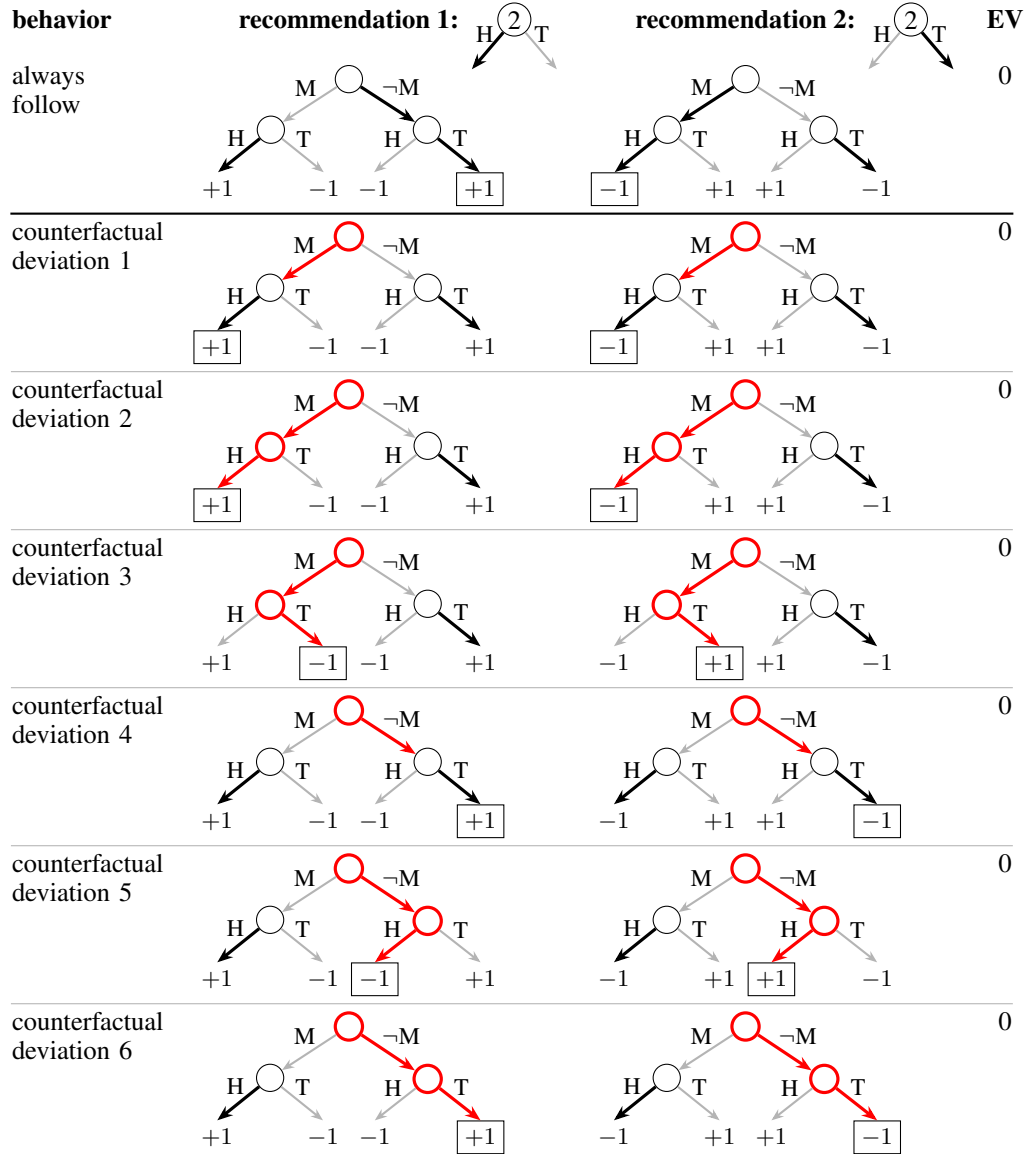 behavior recommendation 1: H 2 T recommendation 2: H 2 T EV
always follow M ¬M M ¬M 0
H T H T H T H T
+1 −1 −1 +1 −1 +1 +1 −1
counterfactual deviation 1 M ¬M M ¬M 0
H T H T H T H T
+1 −1 −1 +1 −1 +1 +1 −1
counterfactual deviation 2 M ¬M M ¬M 0
H T H T H T H T
+1 −1 −1 +1 −1 +1 +1 −1
counterfactual deviation 3 M ¬M M ¬M 0
H T H T H T H T
+1 −1 −1 +1 −1 +1 +1 −1
counterfactual deviation 4 M ¬M M ¬M 0
H T H T H T H T
+1 −1 −1 +1 −1 +1 +1 −1
counterfactual deviation 5 M ¬M M ¬M 0
H T H T H T H T
+1 −1 −1 +1 −1 +1 +1 −1
counterfactual deviation 6 M ¬M M ¬M 0
H T H T H T H T
+1 −1 −1 +1 −1 +1 +1 −1